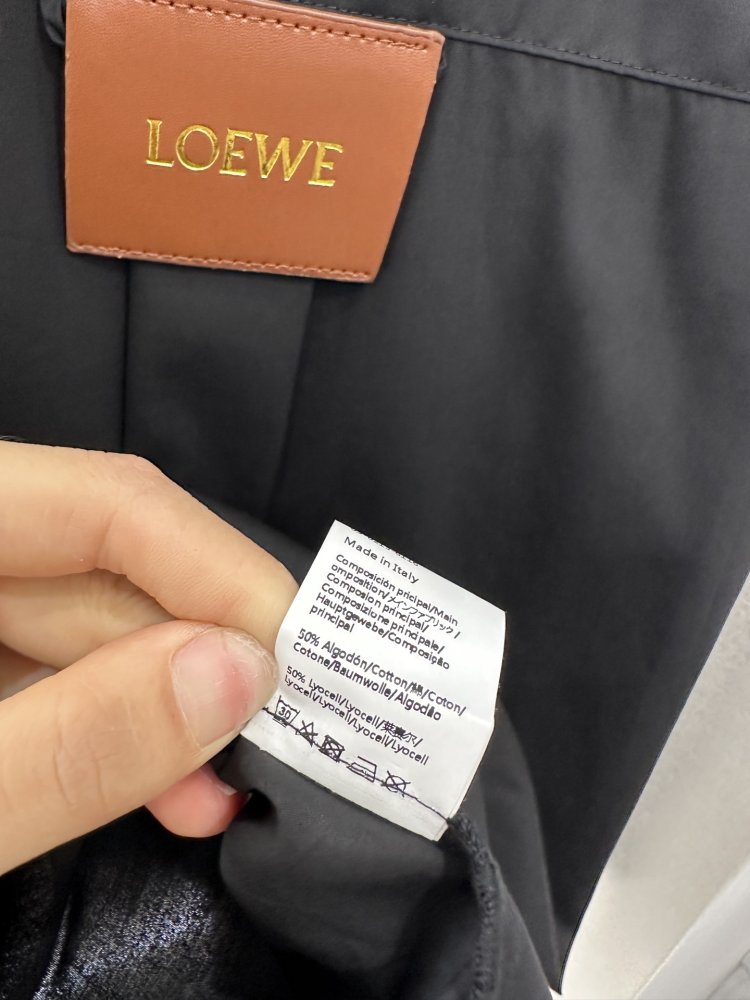 LOEWE
Made in Italy
Composición pricipal/Main
omposition/メインファブリック/
Composion principal/
Composizione principale/
Hauptgewebe/Composição
principal
50% Algodón/Cotton/綿/Coton/
Cotone/Baumwolle/Algodão
50% Lyocell/Lyocell/莱赛尔/
Lyocell/Lyocell/Lyocell/Lyocell
30